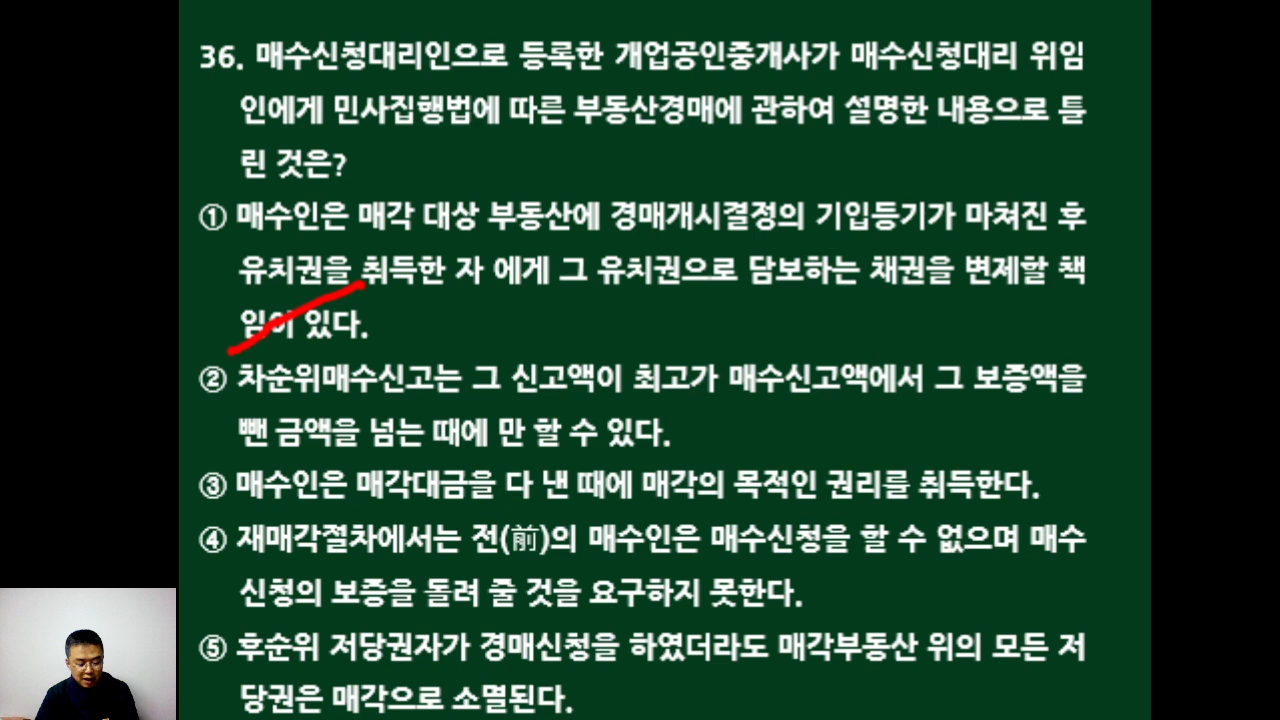 36. 매수신청대리인으로 등록한 개업공인중개사가 매수신청대리 위임
인에게 민사집행법에 따른 부동산경매에 관하여 설명한 내용으로 틀
린 것은?
① 매수인은 매각 대상 부동산에 경매개시결정의 기입등기가 마쳐진 후
유치권을 취득한 자 에게 그 유치권으로 담보하는 채권을 변제할 책
임이 있다.
② 차순위매수신고는 그 신고액이 최고가 매수신고액에서 그 보증액을
뺀 금액을 넘는 때에 만 할 수 있다.
③ 매수인은 매각대금을 다 낸 때에 매각의 목적인 권리를 취득한다.
④ 재매각절차에서는 전(前)의 매수인은 매수신청을 할 수 없으며 매수
신청의 보증을 돌려 줄 것을 요구하지 못한다.
⑤ 후순위 저당권자가 경매신청을 하였더라도 매각부동산 위의 모든 저
당권은 매각으로 소멸된다.